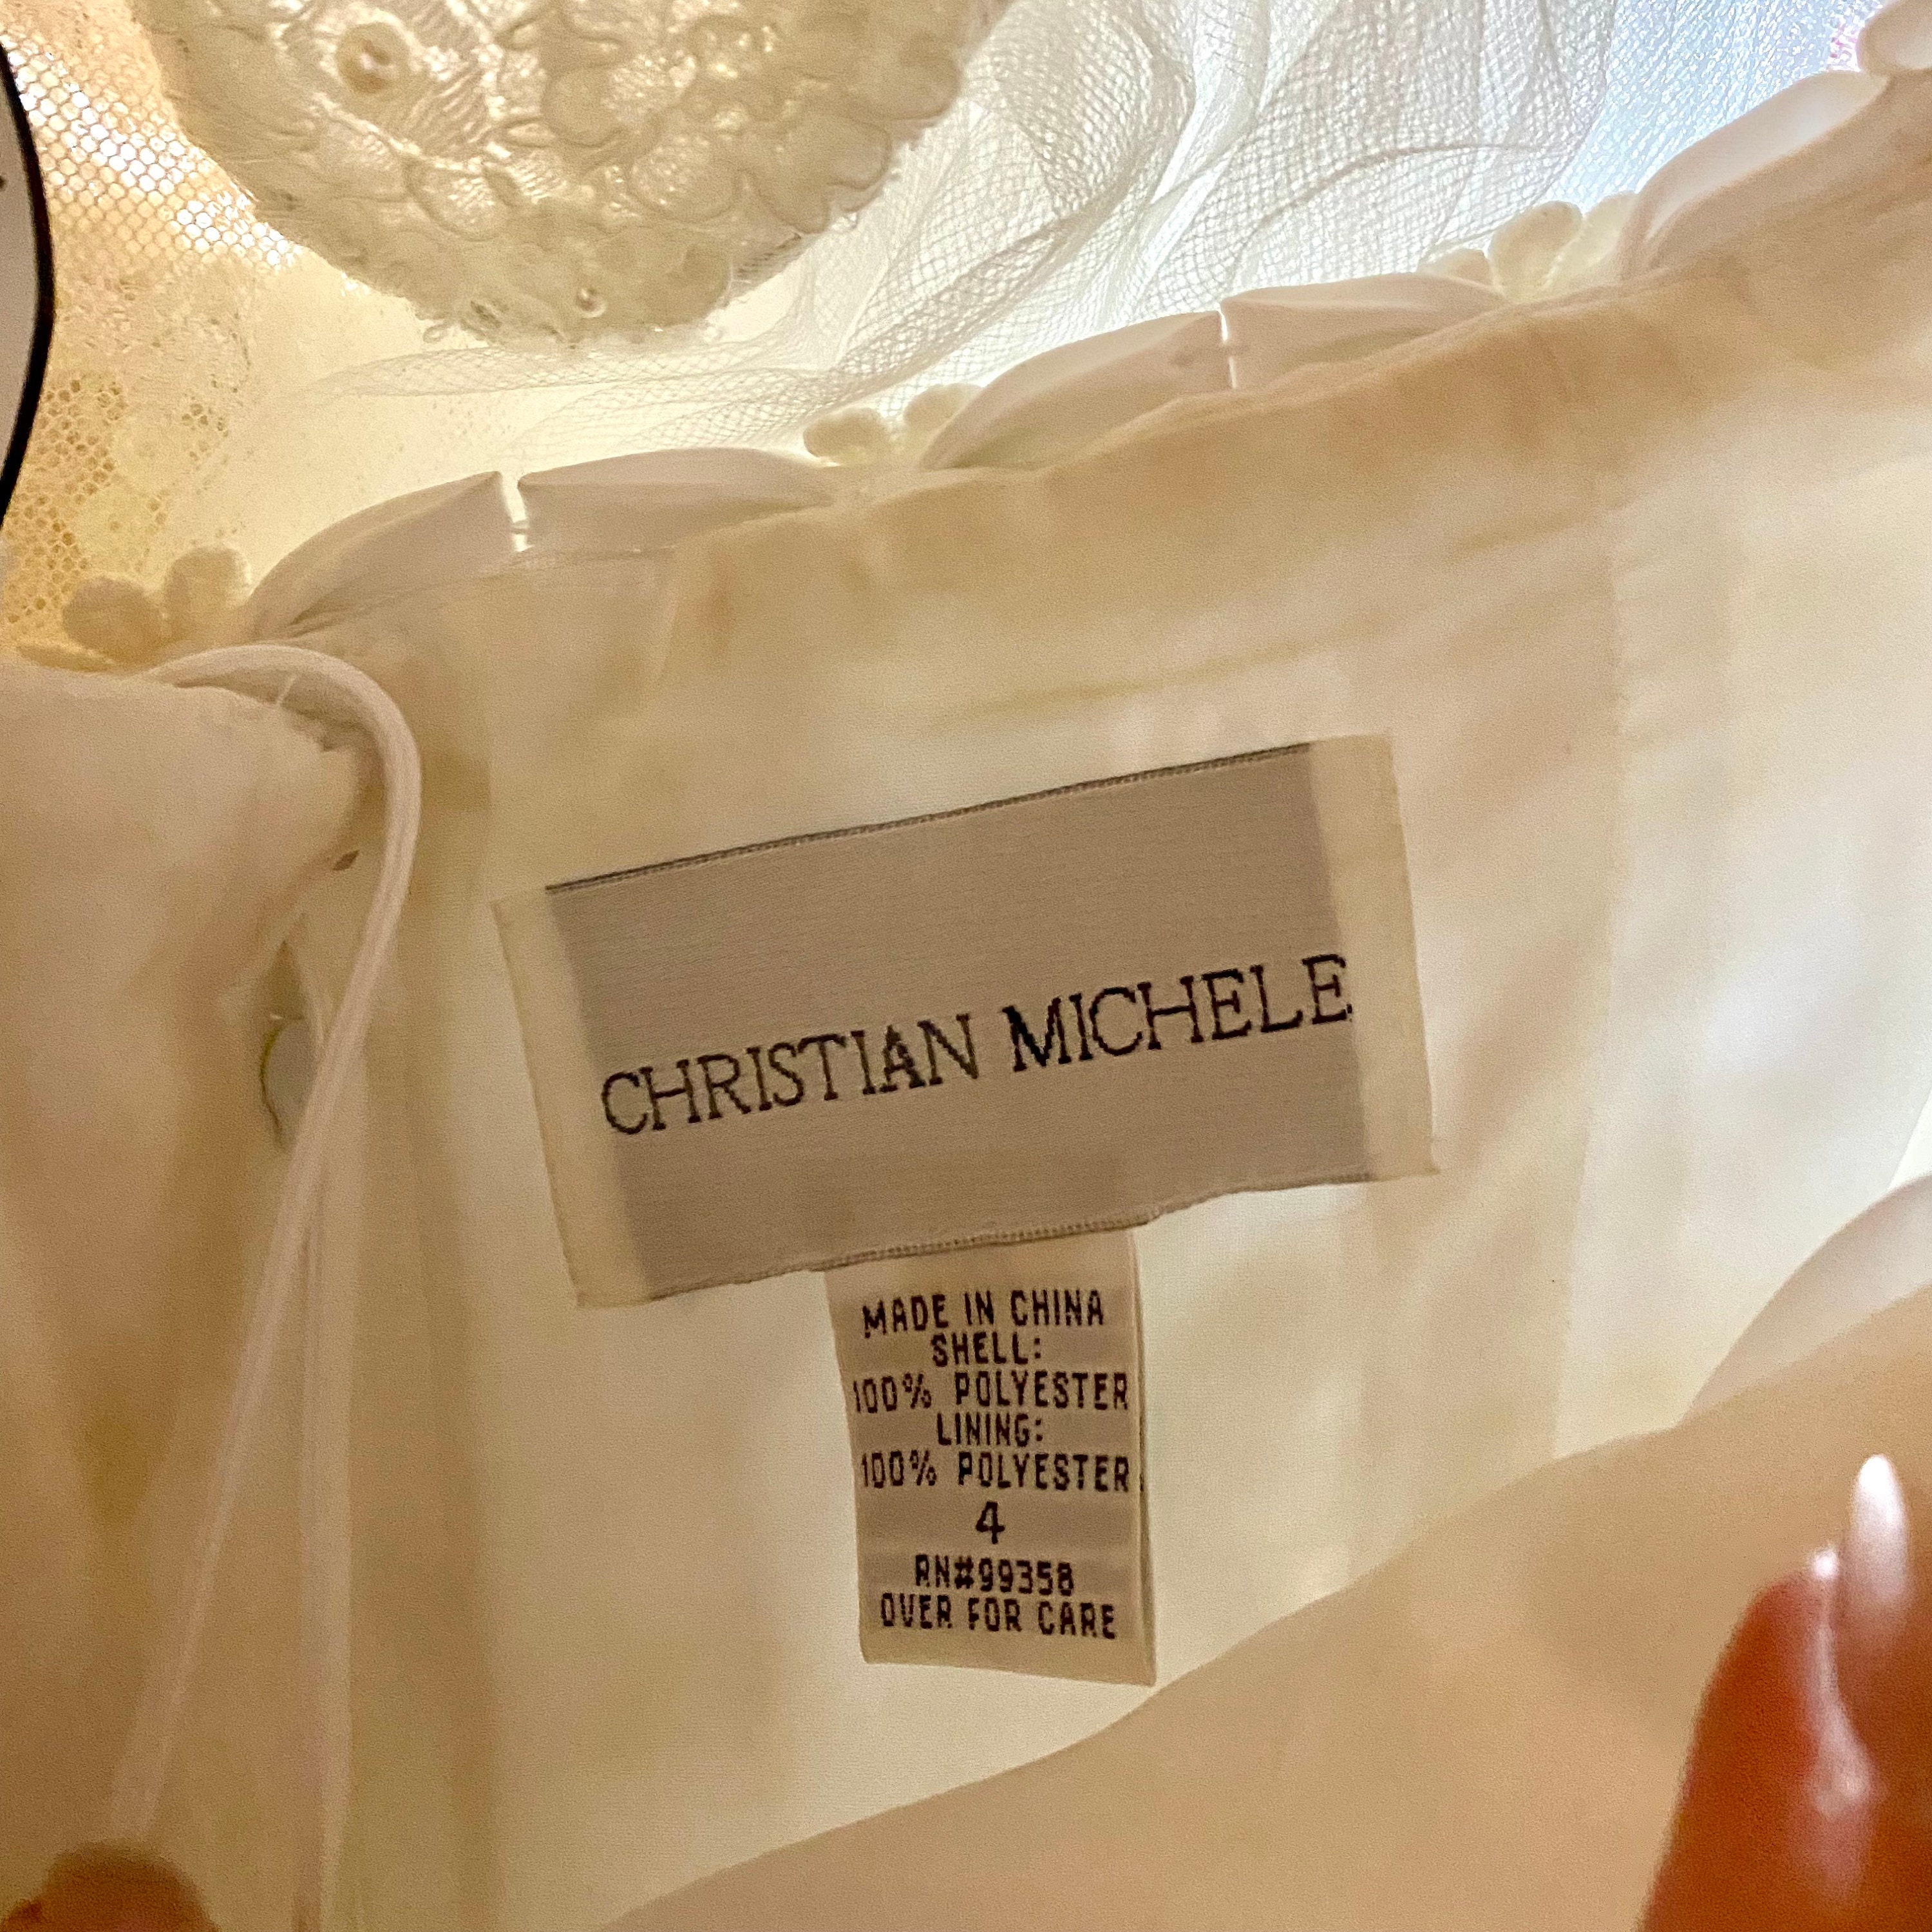 CHRISTIAN MICHELE
MADE IN CHINA
SHELL:
100% POLYESTER
LINING:
100% POLYESTER
4
RN#99358
OVER FOR CARE